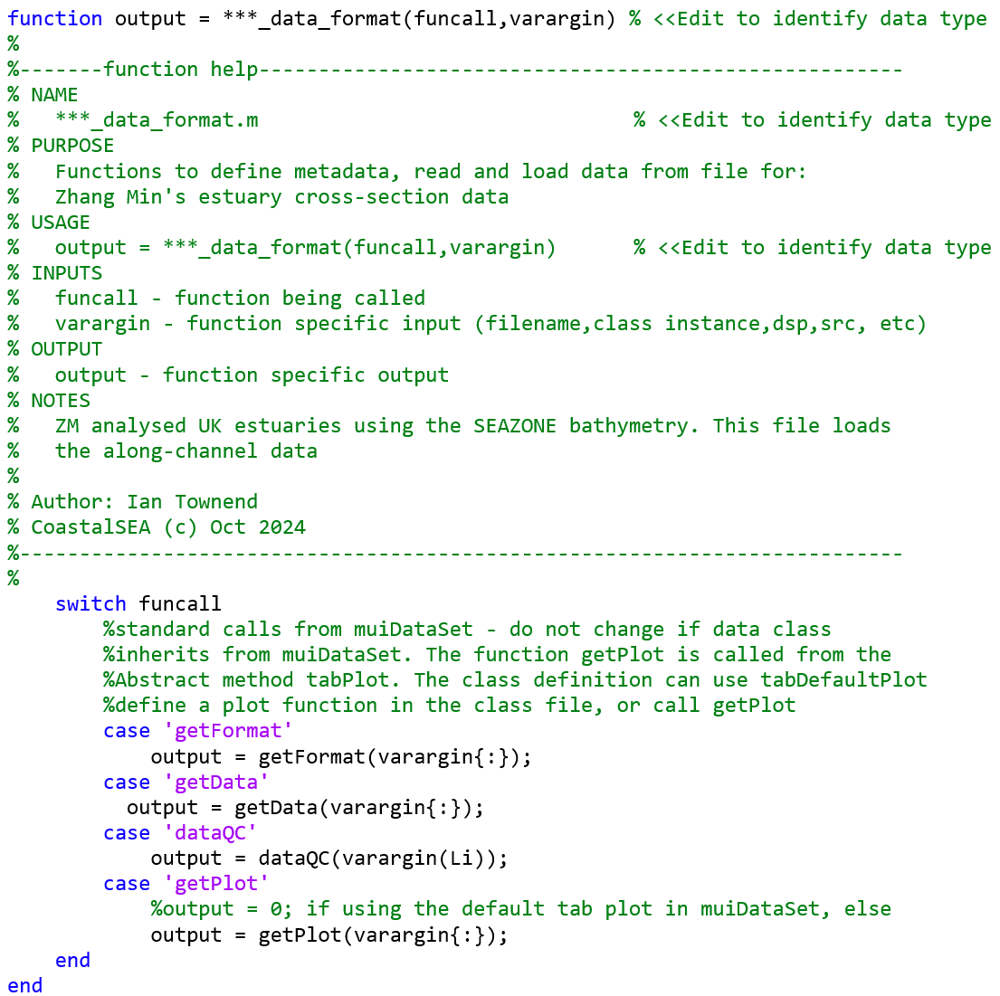 function output = ***_data_format(funcall,varargin) % <<Edit to identify data type
%
%-------function help------------------------------------------------------
% NAME
%   ***_data_format.m                               % <<Edit to identify data type
% PURPOSE
%   Functions to define metadata, read and load data from file for:
%   Zhang Min's estuary cross-section data
% USAGE
%   output = ***_data_format(funcall,varargin)      % <<Edit to identify data type
% INPUTS
%   funcall - function being called
%   varargin - function specific input (filename,class instance,dsp,src, etc)
% OUTPUT
%   output - function specific output
% NOTES
%   ZM analysed UK estuaries using the SEAZONE bathymetry. This file loads
%   the along-channel data
%
% Author: Ian Townend
% CoastalSEA (c) Oct 2024
%--------------------------------------------------------------------------
%
    switch funcall
        %standard calls from muiDataSet - do not change if data class
        %inherits from muiDataSet. The function getPlot is called from the
        %Abstract method tabPlot. The class definition can use tabDefaultPlot
        %define a plot function in the class file, or call getPlot
        case 'getFormat'
            output = getFormat(varargin{:});
        case 'getData'
          output = getData(varargin{:});
        case 'dataQC'
            output = dataQC(varargin(Li));
        case 'getPlot'
            %output = 0; if using the default tab plot in muiDataSet, else
            output = getPlot(varargin{:});
    end
end